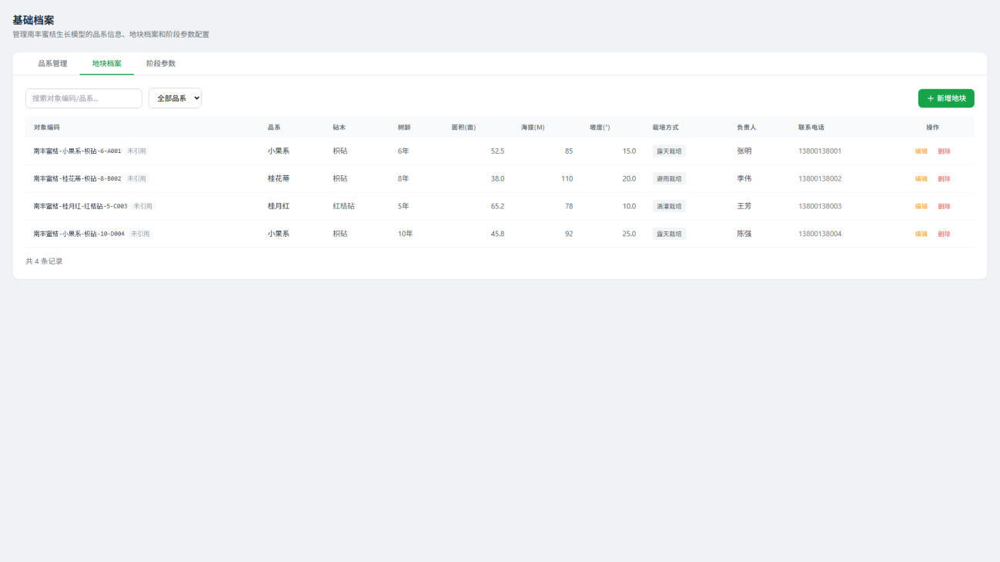 基础档案
管理南丰蜜桔生长模型的品系信息、地块档案和阶段参数配置
品系管理 地块档案 阶段参数
搜索对象编码/品系... 全部品系 + 新增地块
对象编码 品系 砧木 树龄 面积(亩) 海拔(M) 坡度(°) 栽培方式 负责人 联系电话 操作
南丰蜜桔-小果系-枳砧-6-A001 未引用 小果系 枳砧 6年 52.5 85 15.0 露天栽培 张明 13800138001 编辑 删除
南丰蜜桔-桂花蒂-枳砧-8-B002 未引用 桂花蒂 枳砧 8年 38.0 110 20.0 避雨栽培 李伟 13800138002 编辑 删除
南丰蜜桔-桂月红-红桔砧-5-C003 未引用 桂月红 红桔砧 5年 65.2 78 10.0 滴灌栽培 王芳 13800138003 编辑 删除
南丰蜜桔-小果系-枳砧-10-D004 未引用 小果系 枳砧 10年 45.8 92 25.0 露天栽培 陈强 13800138004 编辑 删除
共 4 条记录